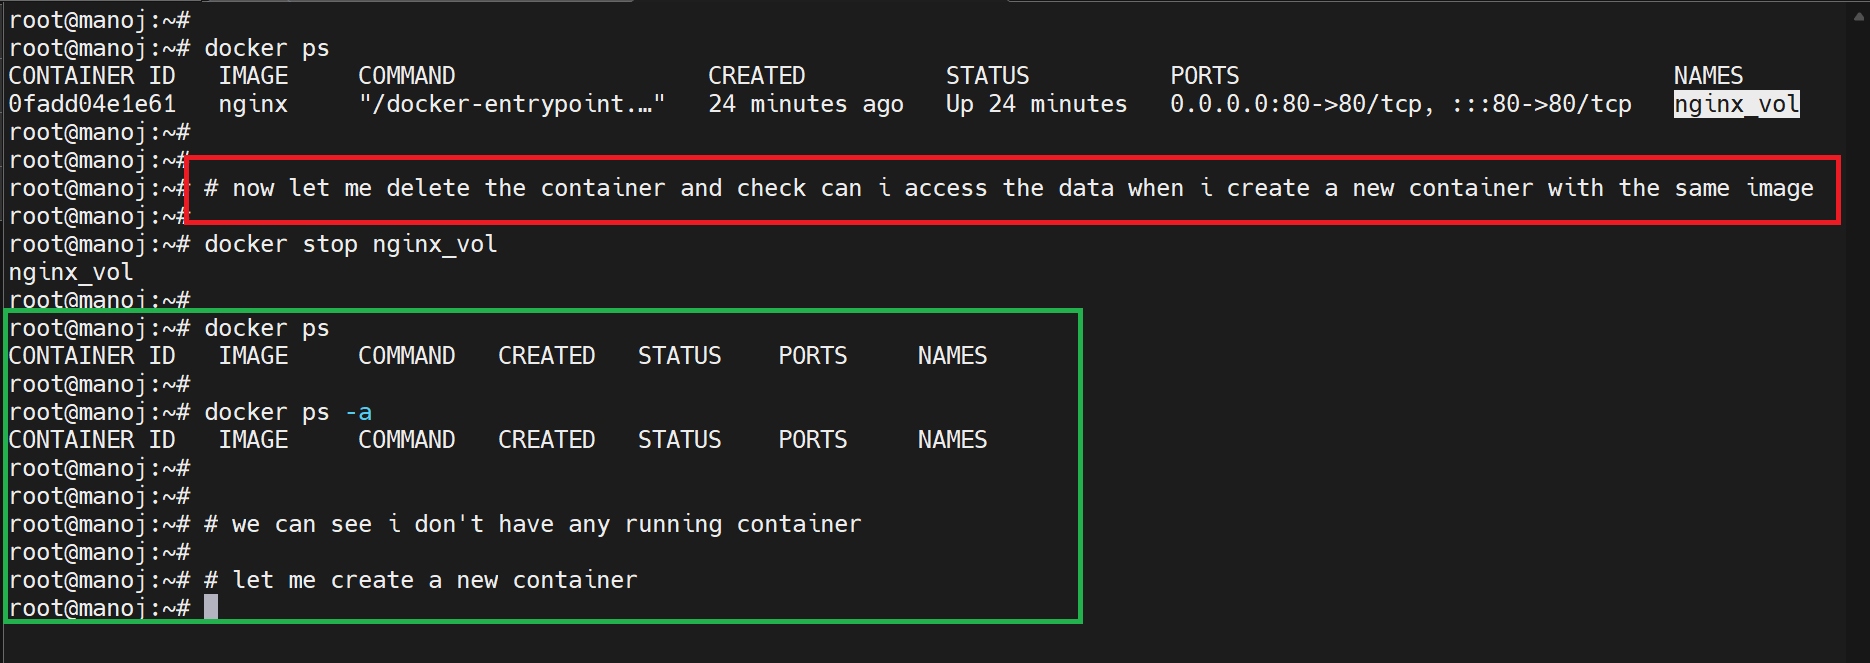 root@manoj:~#
root@manoj:~# docker ps
CONTAINER ID   IMAGE     COMMAND                  CREATED          STATUS          PORTS                               NAMES
0fadd04e1e61   nginx     "/docker-entrypoint.…"   24 minutes ago   Up 24 minutes   0.0.0.0:80->80/tcp, :::80->80/tcp   nginx_vol
root@manoj:~#
root@manoj:~#
root@manoj:~# # now let me delete the container and check can i access the data when i create a new container with the same image
root@manoj:~#
root@manoj:~# docker stop nginx_vol
nginx_vol
root@manoj:~#
root@manoj:~# docker ps
CONTAINER ID   IMAGE     COMMAND   CREATED   STATUS    PORTS     NAMES
root@manoj:~#
root@manoj:~# docker ps -a
CONTAINER ID   IMAGE     COMMAND   CREATED   STATUS    PORTS     NAMES
root@manoj:~#
root@manoj:~#
root@manoj:~# # we can see i don't have any running container
root@manoj:~#
root@manoj:~# # let me create a new container
root@manoj:~#